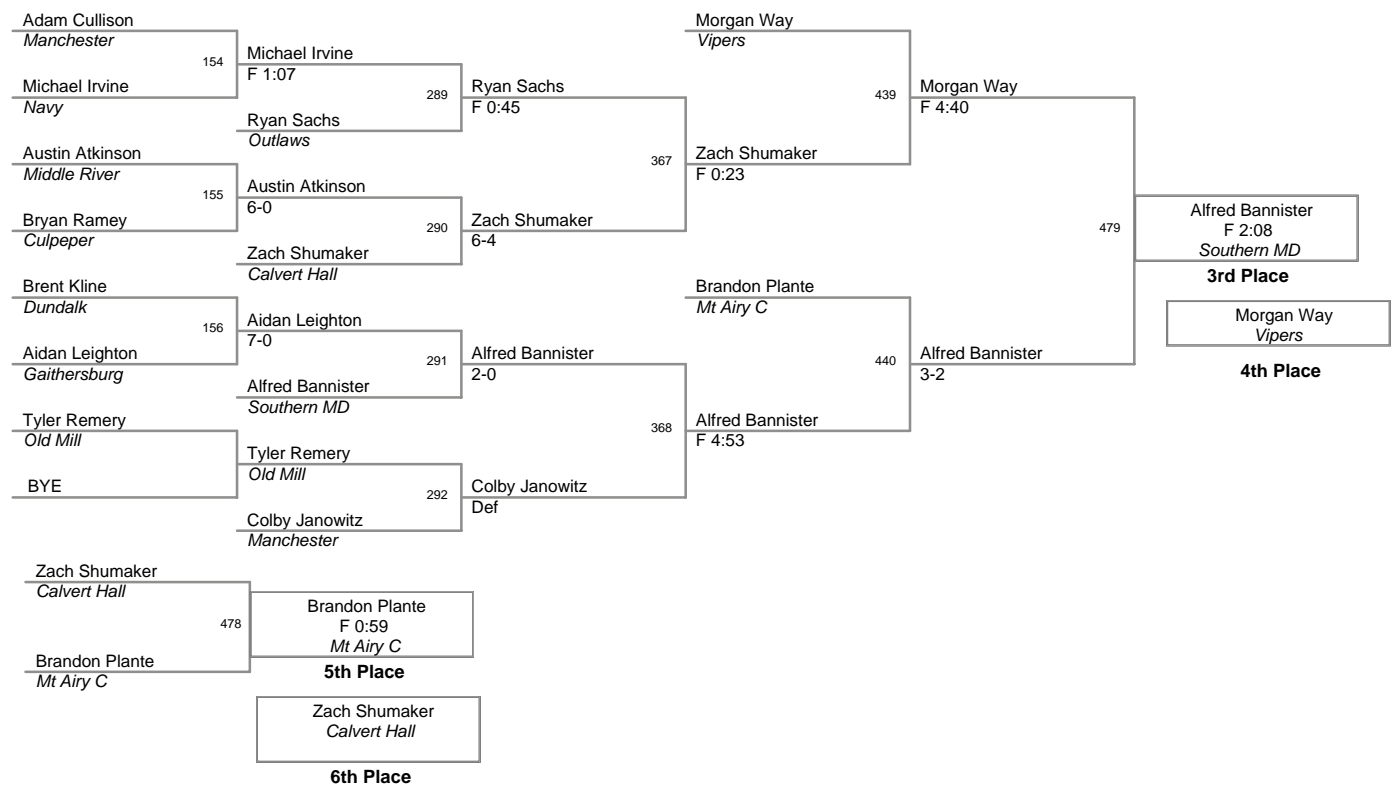 Adam Cullison
Manchester
154
Michael Irvine
Navy
Michael Irvine
F 1:07
289
Ryan Sachs
Outlaws
Austin Atkinson
Middle River
155
Bryan Ramey
Culpeper
Austin Atkinson
6-0
290
Zach Shumaker
Calvert Hall
Brent Kline
Dundalk
156
Aidan Leighton
Gaithersburg
Aidan Leighton
7-0
291
Alfred Bannister
Southern MD
Tyler Remery
Old Mill
BYE
Tyler Remery
Old Mill
292
Colby Janowitz
Manchester
Ryan Sachs
F 0:45
367
Zach Shumaker
6-4
Alfred Bannister
2-0
368
Colby Janowitz
Def
Morgan Way
Vipers
439
Zach Shumaker
F 0:23
Brandon Plante
Mt Airy C
440
Alfred Bannister
F 4:53
Morgan Way
F 4:40
479
Alfred Bannister
3-2
Alfred Bannister
F 2:08
Southern MD
3rd Place
Morgan Way
Vipers
4th Place
Zach Shumaker
Calvert Hall
478
Brandon Plante
Mt Airy C
Brandon Plante
F 0:59
Mt Airy C
5th Place
Zach Shumaker
Calvert Hall
6th Place